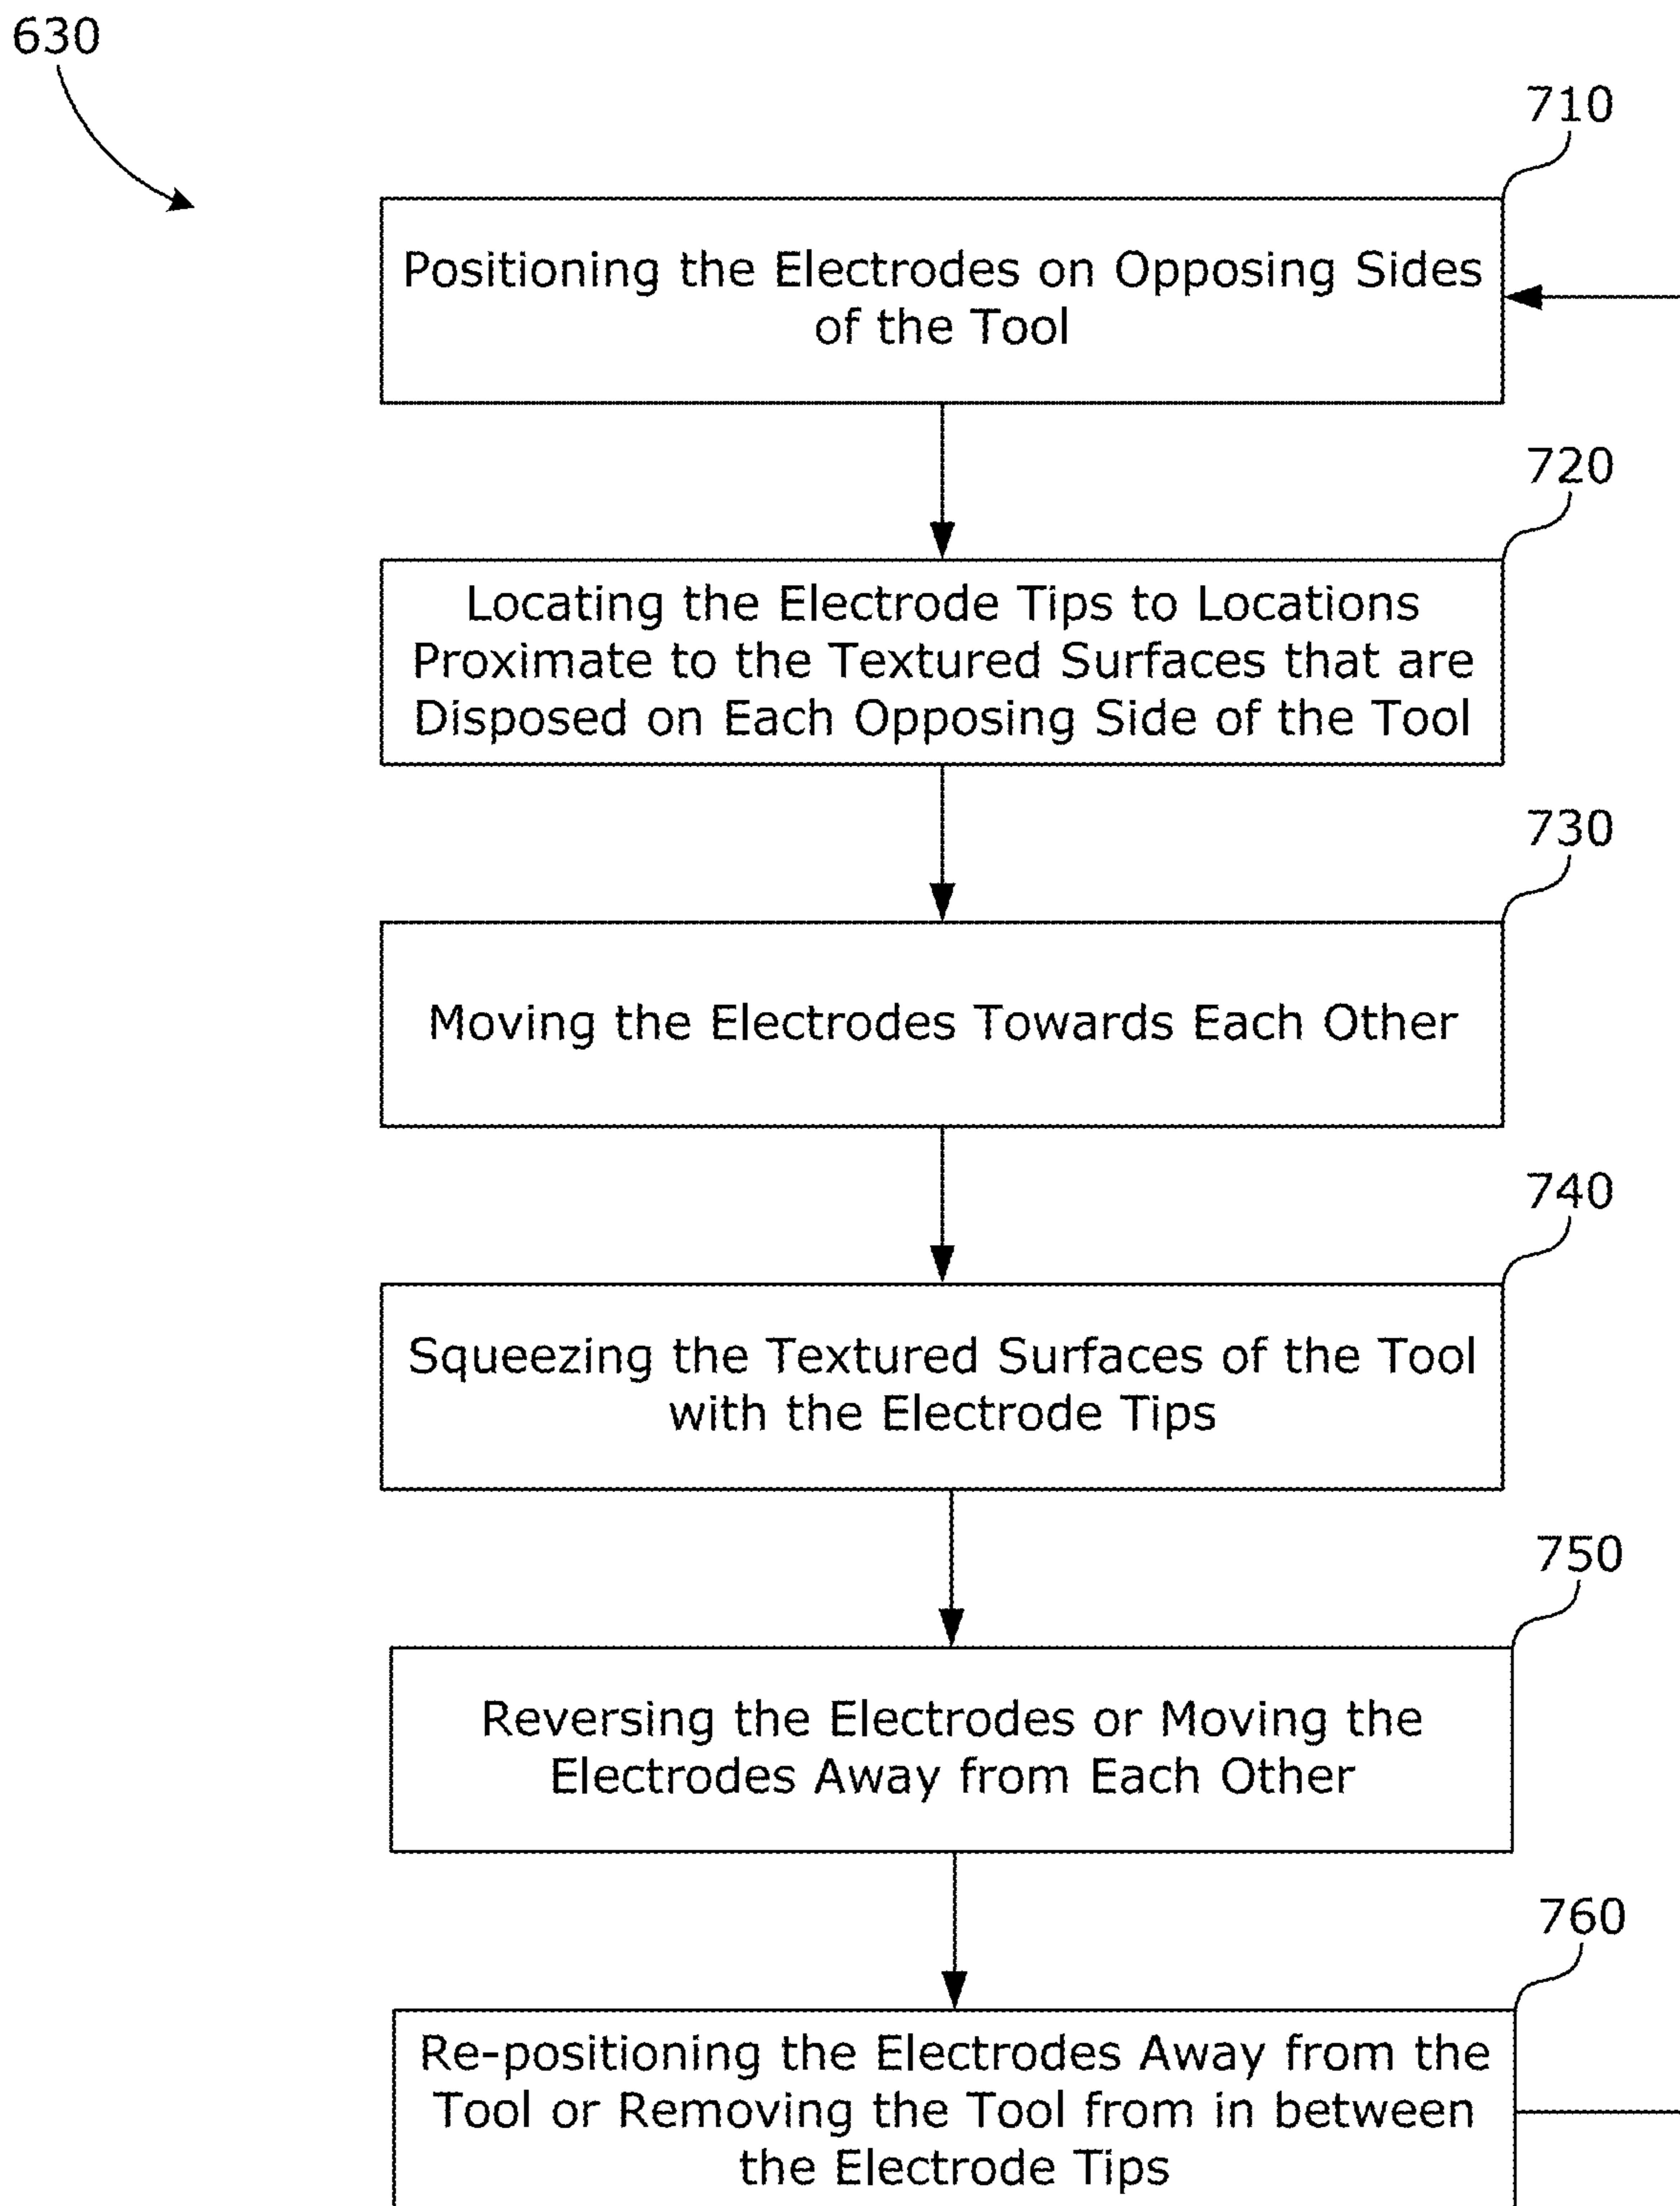 630
710
Positioning the Electrodes on Opposing Sides
of the Tool
720
Locating the Electrode Tips to Locations
Proximate to the Textured Surfaces that are
Disposed on Each Opposing Side of the Tool
730
Moving the Electrodes Towards Each Other
740
Squeezing the Textured Surfaces of the Tool
with the Electrode Tips
750
Reversing the Electrodes or Moving the
Electrodes Away from Each Other
760
Re-positioning the Electrodes Away from the
Tool or Removing the Tool from in between
the Electrode Tips